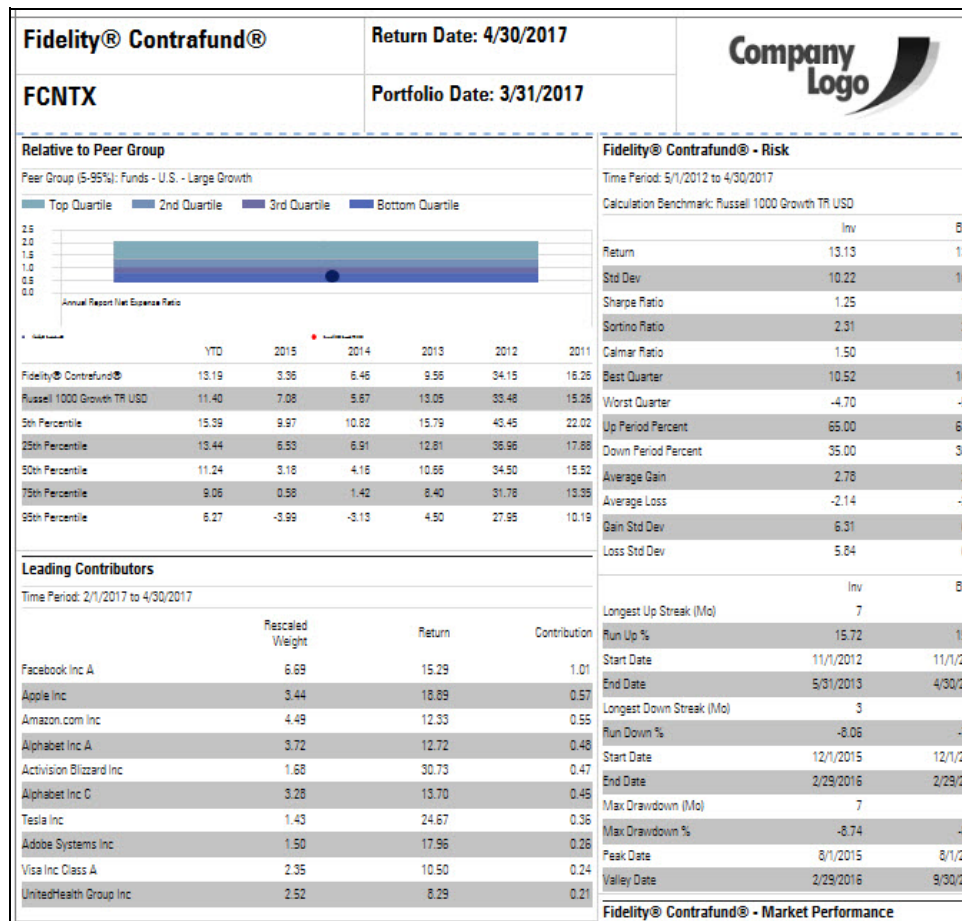 Fidelity® Contrafund®
Return Date: 4/30/2017
FCNTX
Portfolio Date: 3/31/2017
Company
Logo
Relative to Peer Group
Peer Group (5-95%): Funds - U.S. - Large Growth
Top Quartile 2nd Quartile 3rd Quartile Bottom Quartile
2.5
2.0
1.5
1.0
0.5
0.0
Annual Report Net Expense Ratio
YTD 2015 2014 2013 2012 2011
Fidelity® Contrafund® 13.19 3.36 6.46 9.56 34.15 16.26
Russell 1000 Growth TR USD 11.40 7.08 5.67 13.05 33.48 15.26
5th Percentile 15.39 9.97 10.82 15.79 43.45 22.02
25th Percentile 13.44 6.53 6.91 12.81 36.96 17.88
50th Percentile 11.24 3.18 4.16 10.66 34.50 15.52
75th Percentile 9.06 0.58 1.42 8.40 31.78 13.35
95th Percentile 6.27 -3.99 -3.13 4.50 27.95 10.19
Leading Contributors
Time Period: 2/1/2017 to 4/30/2017
Rescaled Weight Return Contribution
Facebook Inc A 6.69 15.29 1.01
Apple Inc 3.44 18.89 0.57
Amazon.com Inc 4.49 12.33 0.55
Alphabet Inc A 3.72 12.72 0.48
Activision Blizzard Inc 1.68 30.73 0.47
Alphabet Inc C 3.28 13.70 0.45
Tesla Inc 1.43 24.67 0.36
Adobe Systems Inc 1.50 17.96 0.26
Visa Inc Class A 2.35 10.50 0.24
UnitedHealth Group Inc 2.52 8.29 0.21
Fidelity® Contrafund® - Risk
Time Period: 5/1/2012 to 4/30/2017
Calculation Benchmark: Russell 1000 Growth TR USD
Inv
Return 13.13
Std Dev 10.22
Sharpe Ratio 1.25
Sortino Ratio 2.31
Calmar Ratio 1.50
Best Quarter 10.52
Worst Quarter -4.70
Up Period Percent 65.00
Down Period Percent 35.00
Average Gain 2.78
Average Loss -2.14
Gain Std Dev 6.31
Loss Std Dev 5.84
Inv
Longest Up Streak (Mo) 7
Run Up % 15.72
Start Date 11/1/2012
End Date 5/31/2013
Longest Down Streak (Mo) 3
Run Down % -8.06
Start Date 12/1/2015
End Date 2/29/2016
Max Drawdown (Mo) 7
Max Drawdown % -8.74
Peak Date 8/1/2015
Valley Date 2/29/2016
Fidelity® Contrafund® - Market Performance